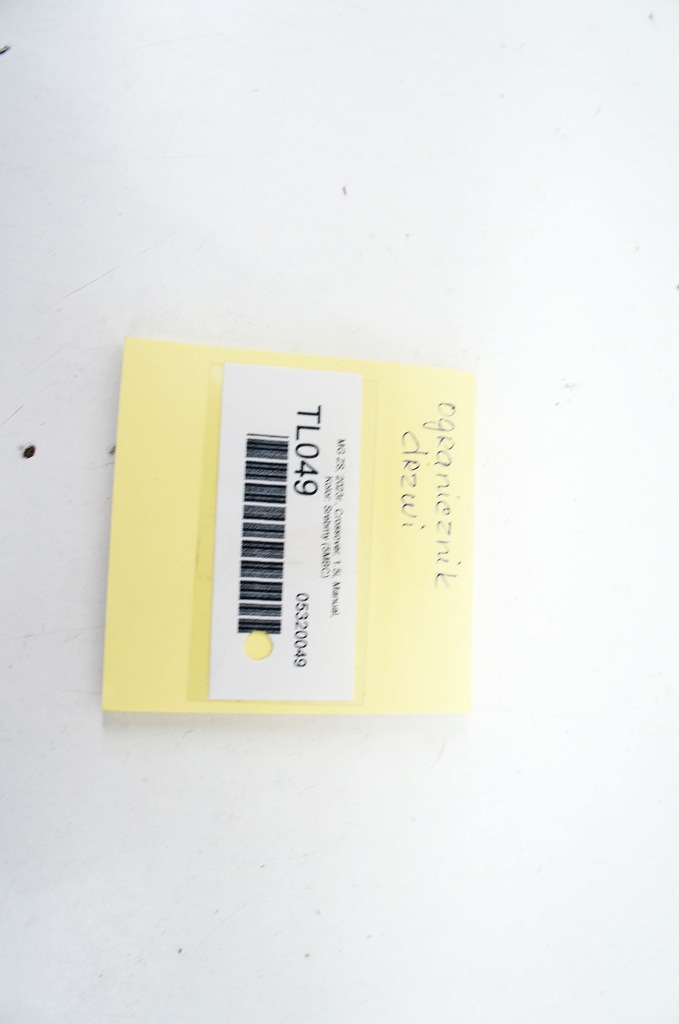 ogranicznik
drzwi
MG ZS, 2023r, Crossover, 1.5i, Manual,
Kolor: Srebrny (SMBC)
TL049
05320049